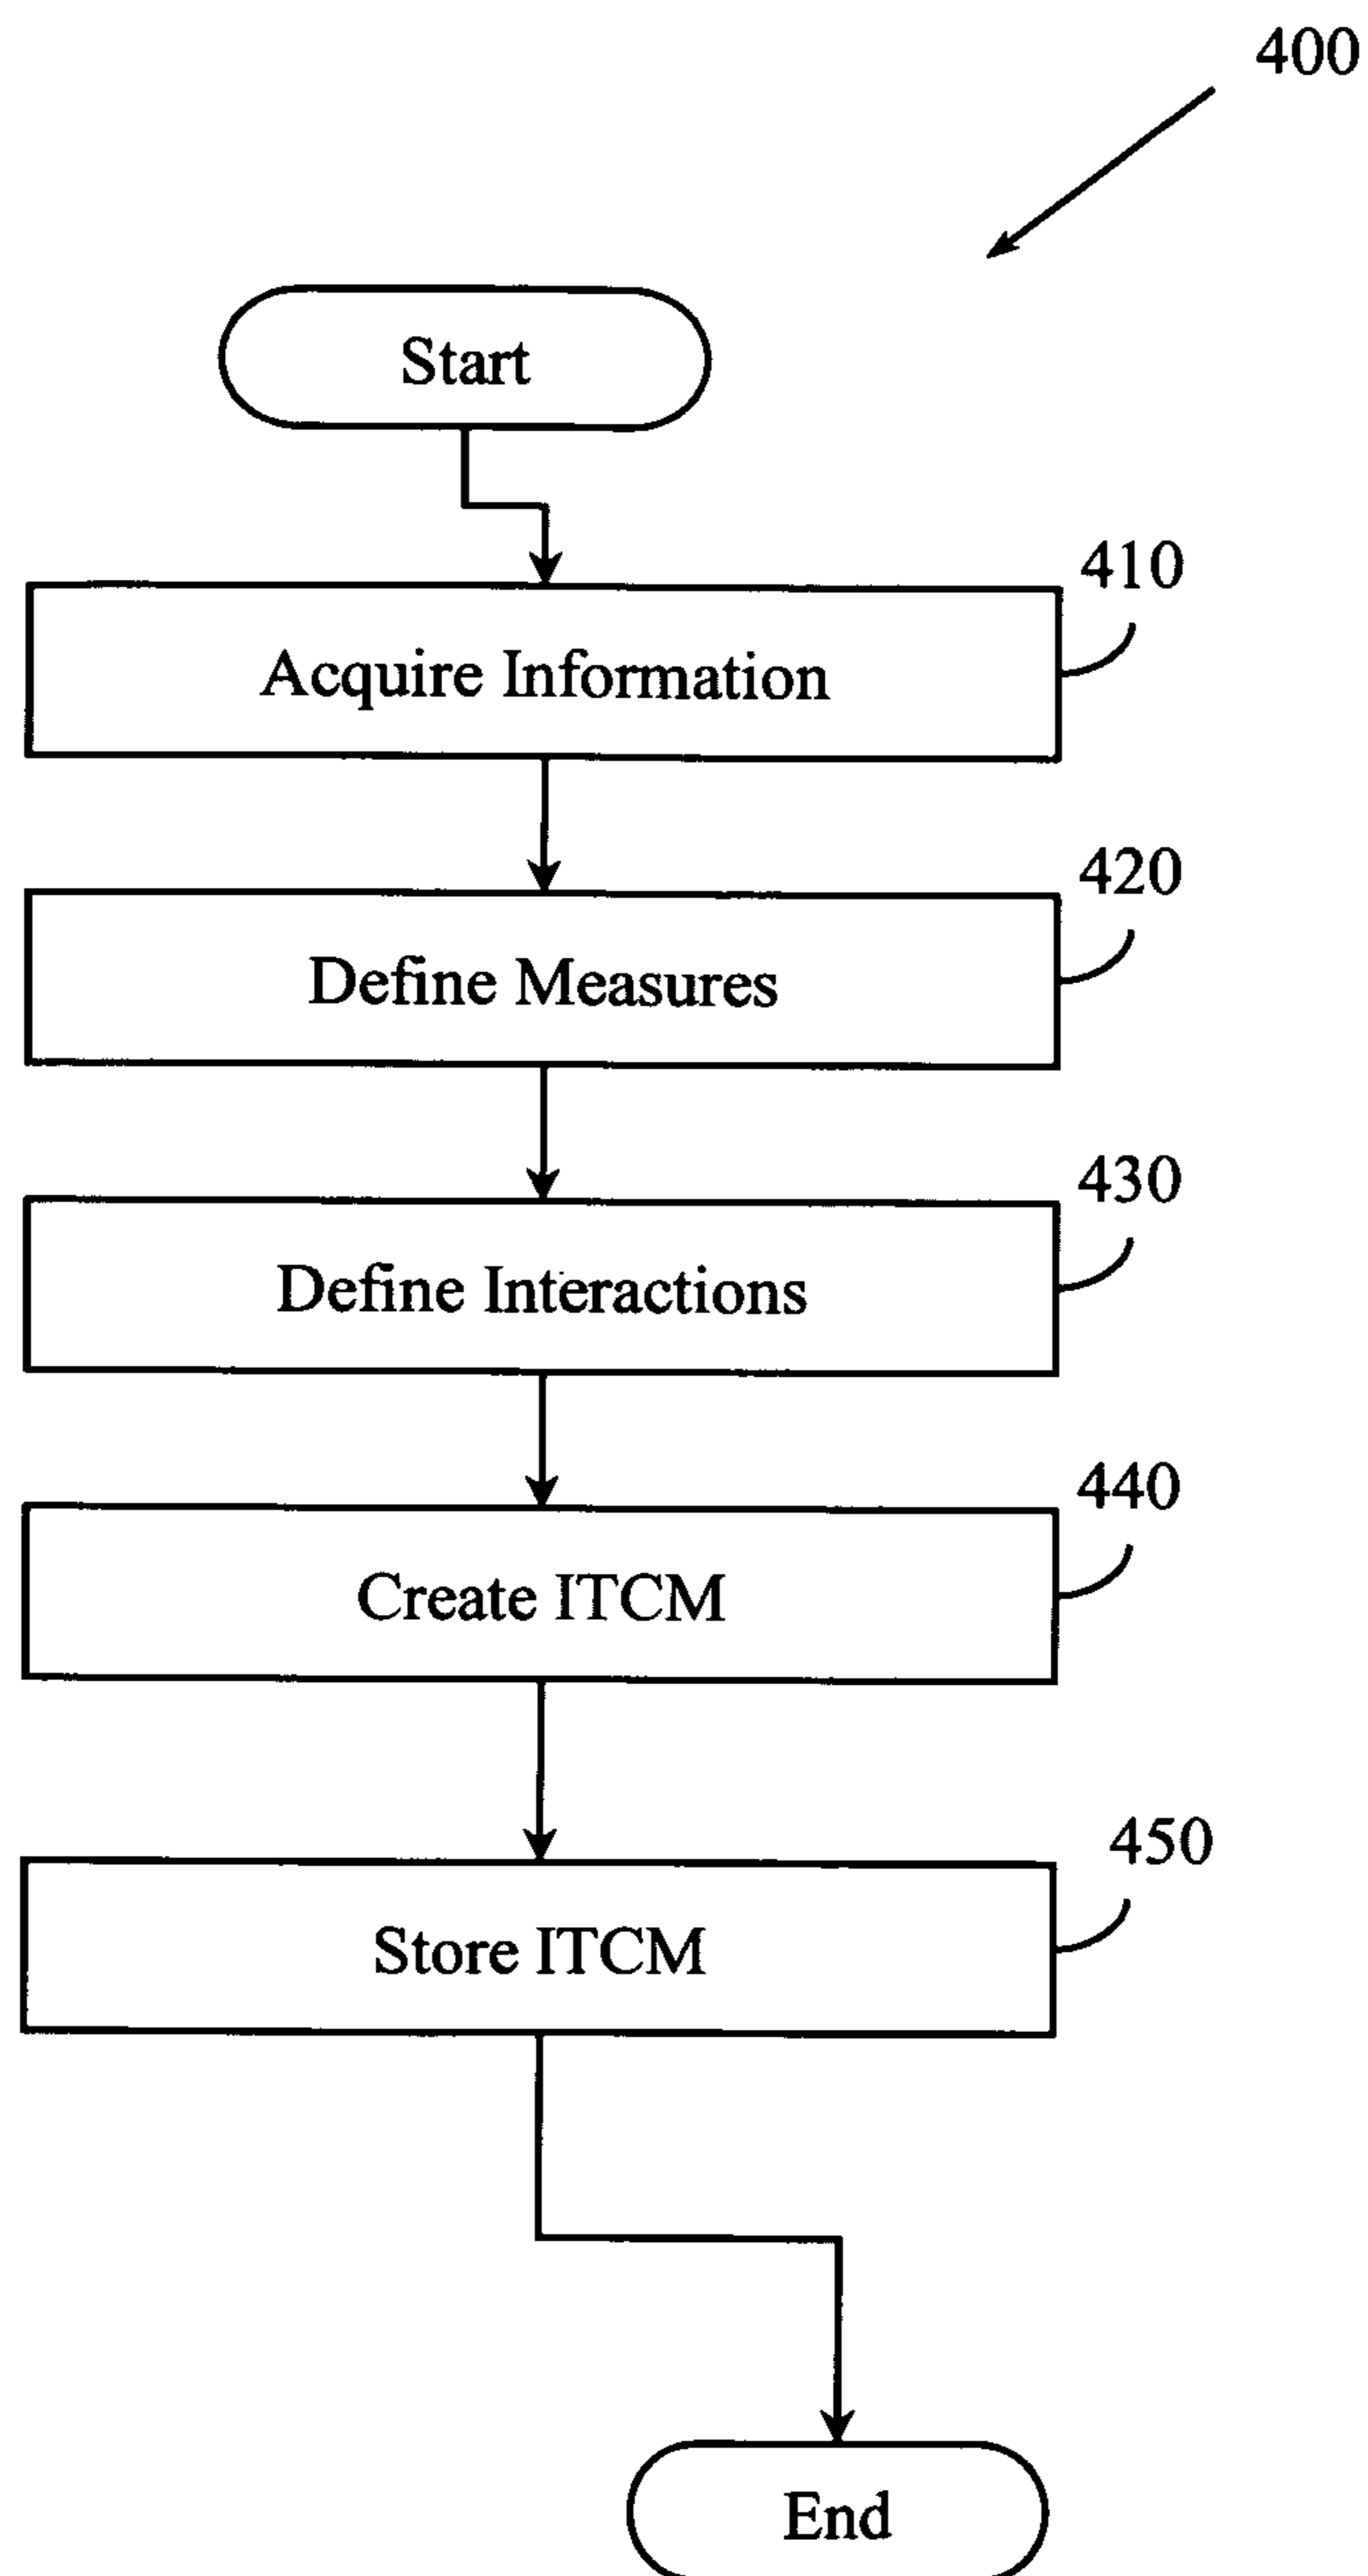 400
Start
410
Acquire Information
420
Define Measures
430
Define Interactions
440
Create ITCM
450
Store ITCM
End